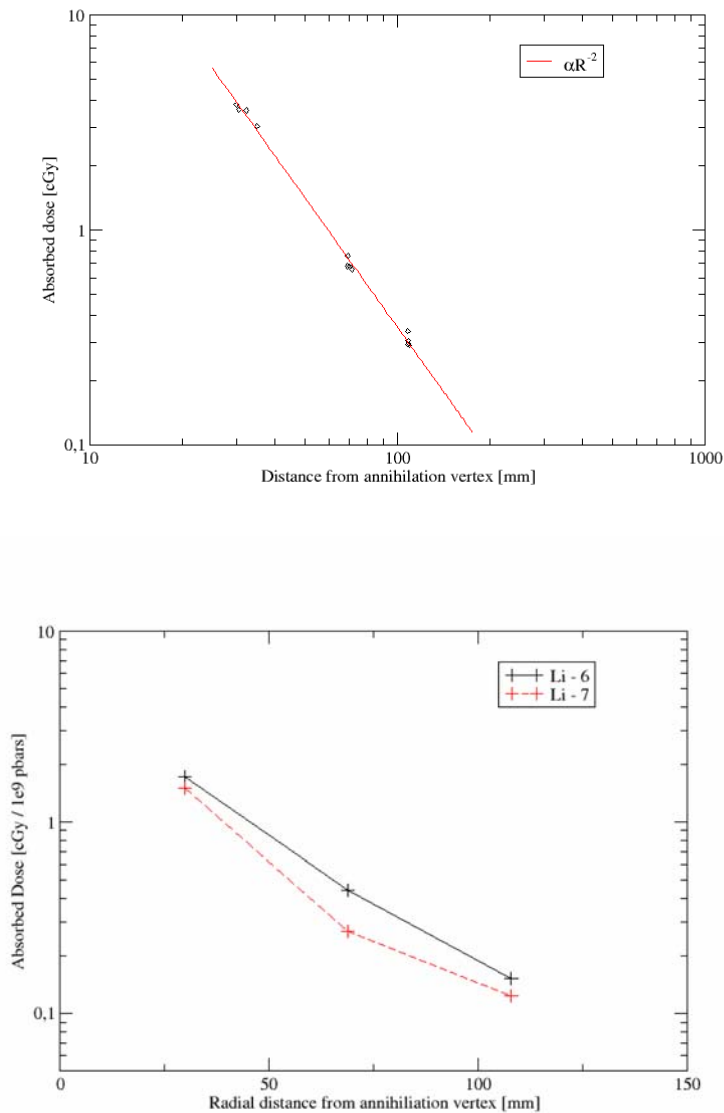 10
αR-2
Absorbed dose [cGy]
1
0,1
10
100
1000
Distance from annihilation vertex [mm]
10
Li - 6
Li - 7
Absorbed Dose [cGy / 1e9 pbars]
1
0,1
0
50
100
150
Radial distance from annihiliation vertex [mm]